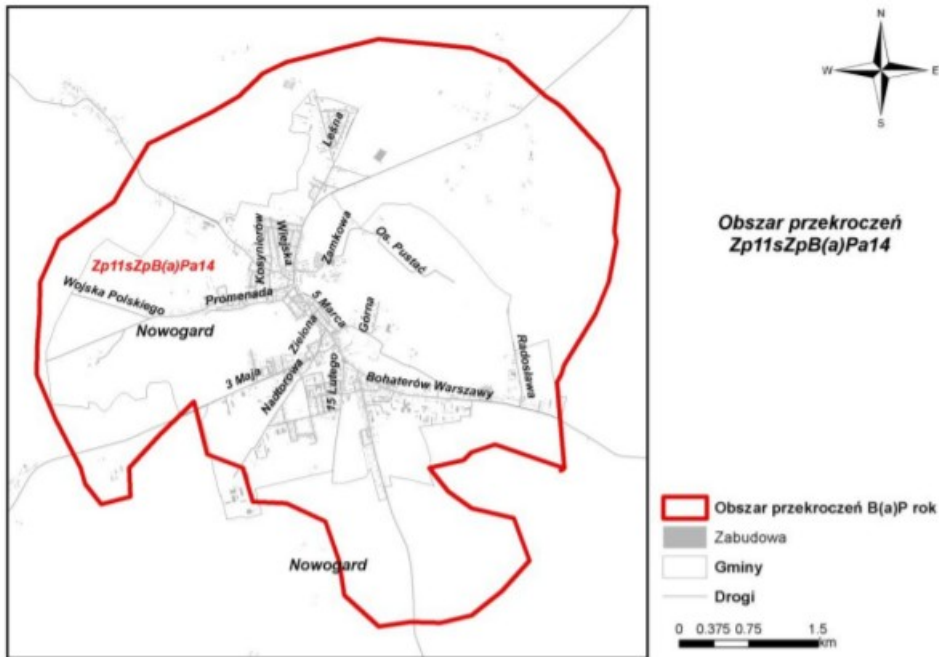 N
W
E
S
Obszar przekroczeń
Zp11sZpB(a)Pa14
Leśna
Kosynierów
Wiejska
Zamkowa
Os. Pustać
Zp11sZpB(a)Pa14
Wojska Polskiego
Promenada
5 Marca
Górna
Nowogard
Zielona
Radosława
3 Maja
Nadtorowa
15 Lutego
Bohaterów Warszawy
Nowogard
Obszar przekroczeń B(a)P rok
Zabudowa
Gminy
Drogi
0 0.375 0.75 1.5
km